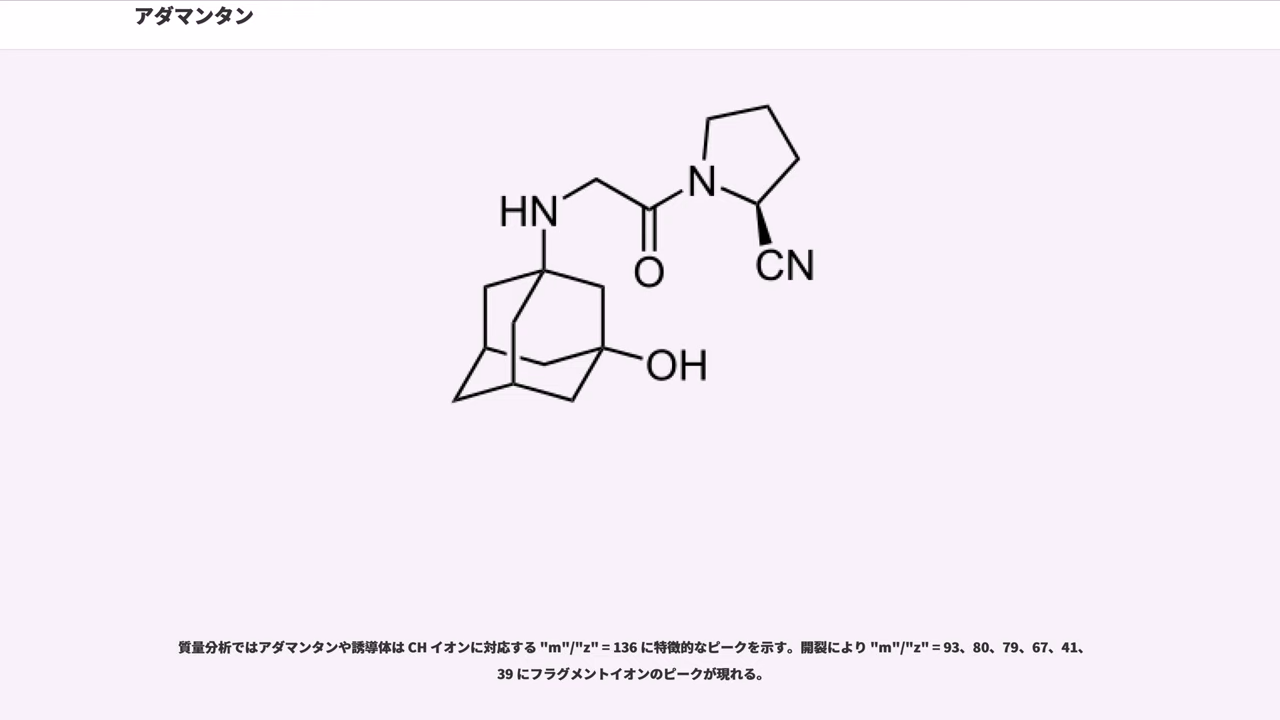 アダマンタン
N
HN
O
CN
OH
質量分析ではアダマンタンや誘導体は CH イオンに対応する "m"/"z" = 136 に特徴的なピークを示す。開裂により "m"/"z" = 93、80、79、67、41、
39 にフラグメントイオンのピークが現れる。